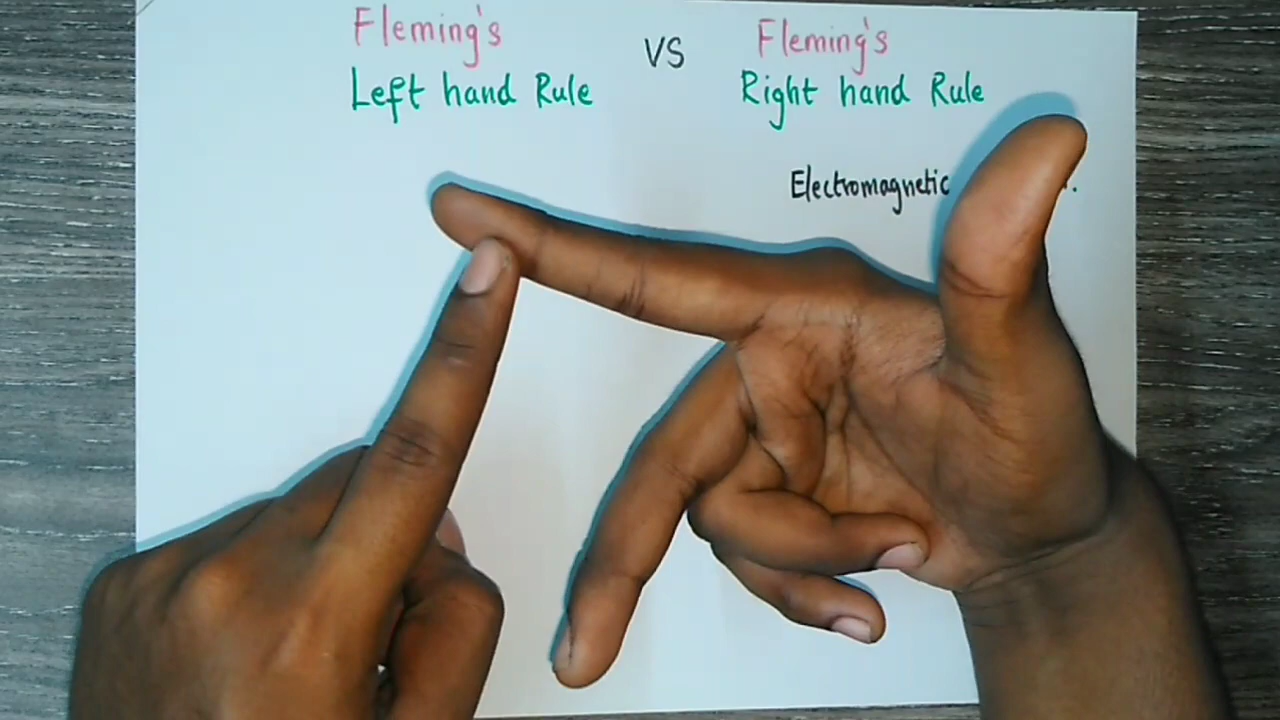 Fleming's
Left hand Rule
VS
Fleming's
Right hand Rule
Electromagnetic